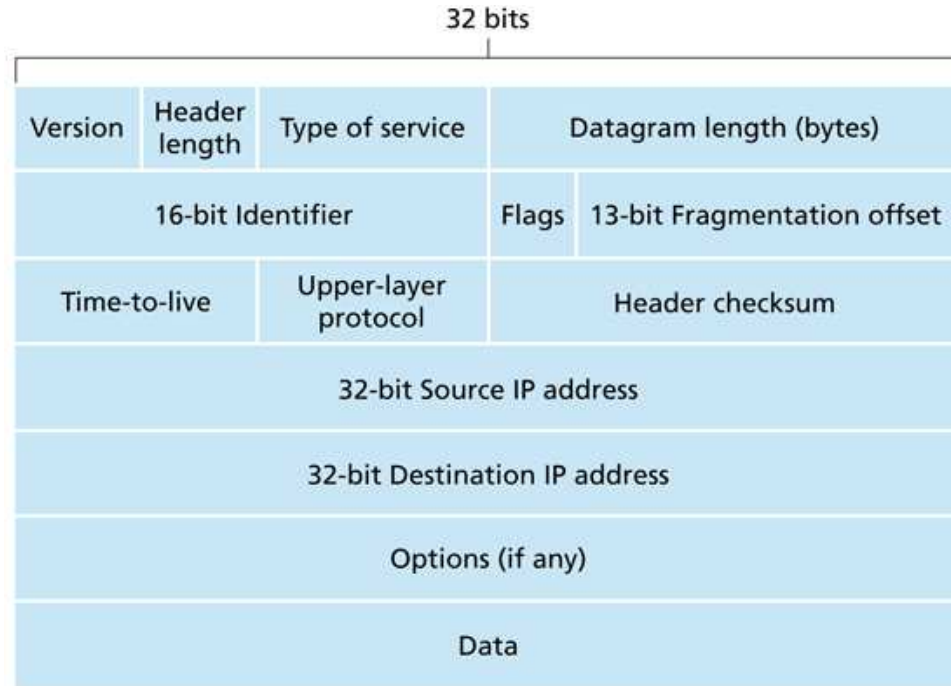 32 bits
Version
Header
length
Type of service
Datagram length (bytes)
16-bit Identifier
Flags
13-bit Fragmentation offset
Time-to-live
Upper-layer
protocol
Header checksum
32-bit Source IP address
32-bit Destination IP address
Options (if any)
Data